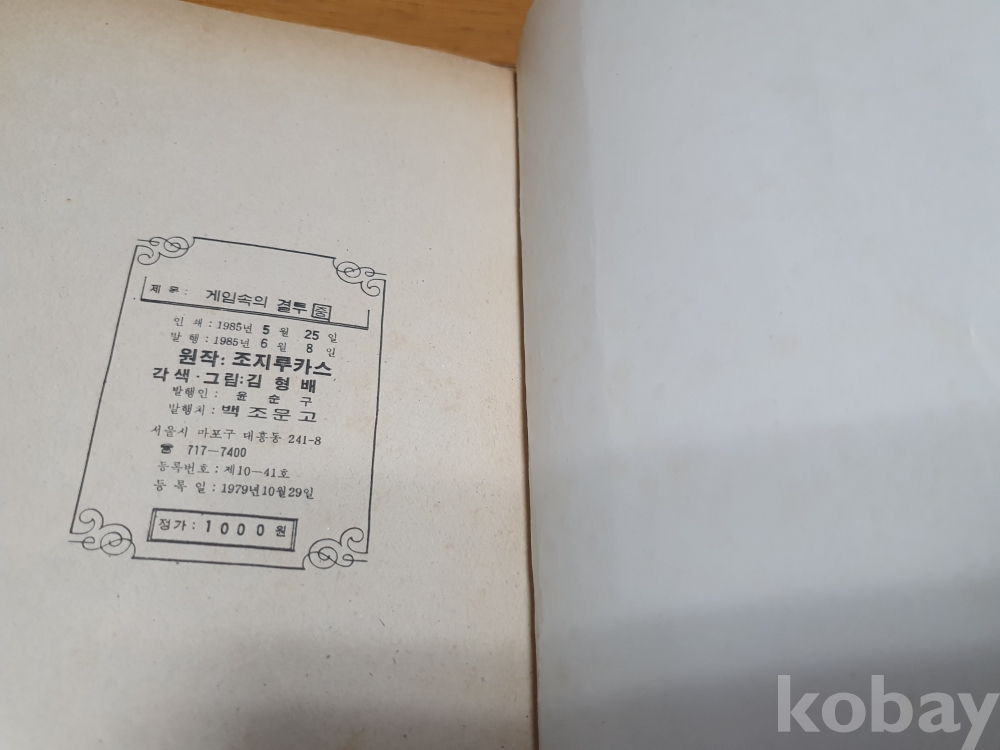 제 목 : 게임속의 결투 중
인 쇄 : 1985년 5 월 25 일
발 행 : 1985년 6 월 8 일
원작: 조지루카스
각색·그림:김 형 배
발행인 : 윤 순 구
발행처 : 백 조 문 고
서울시 마포구 대흥동 241-8
☎ 717-7400
등록번호 : 제10-41호
등 록 일 : 1979년10월29일
정가 : 1 0 0 0 원
kobay